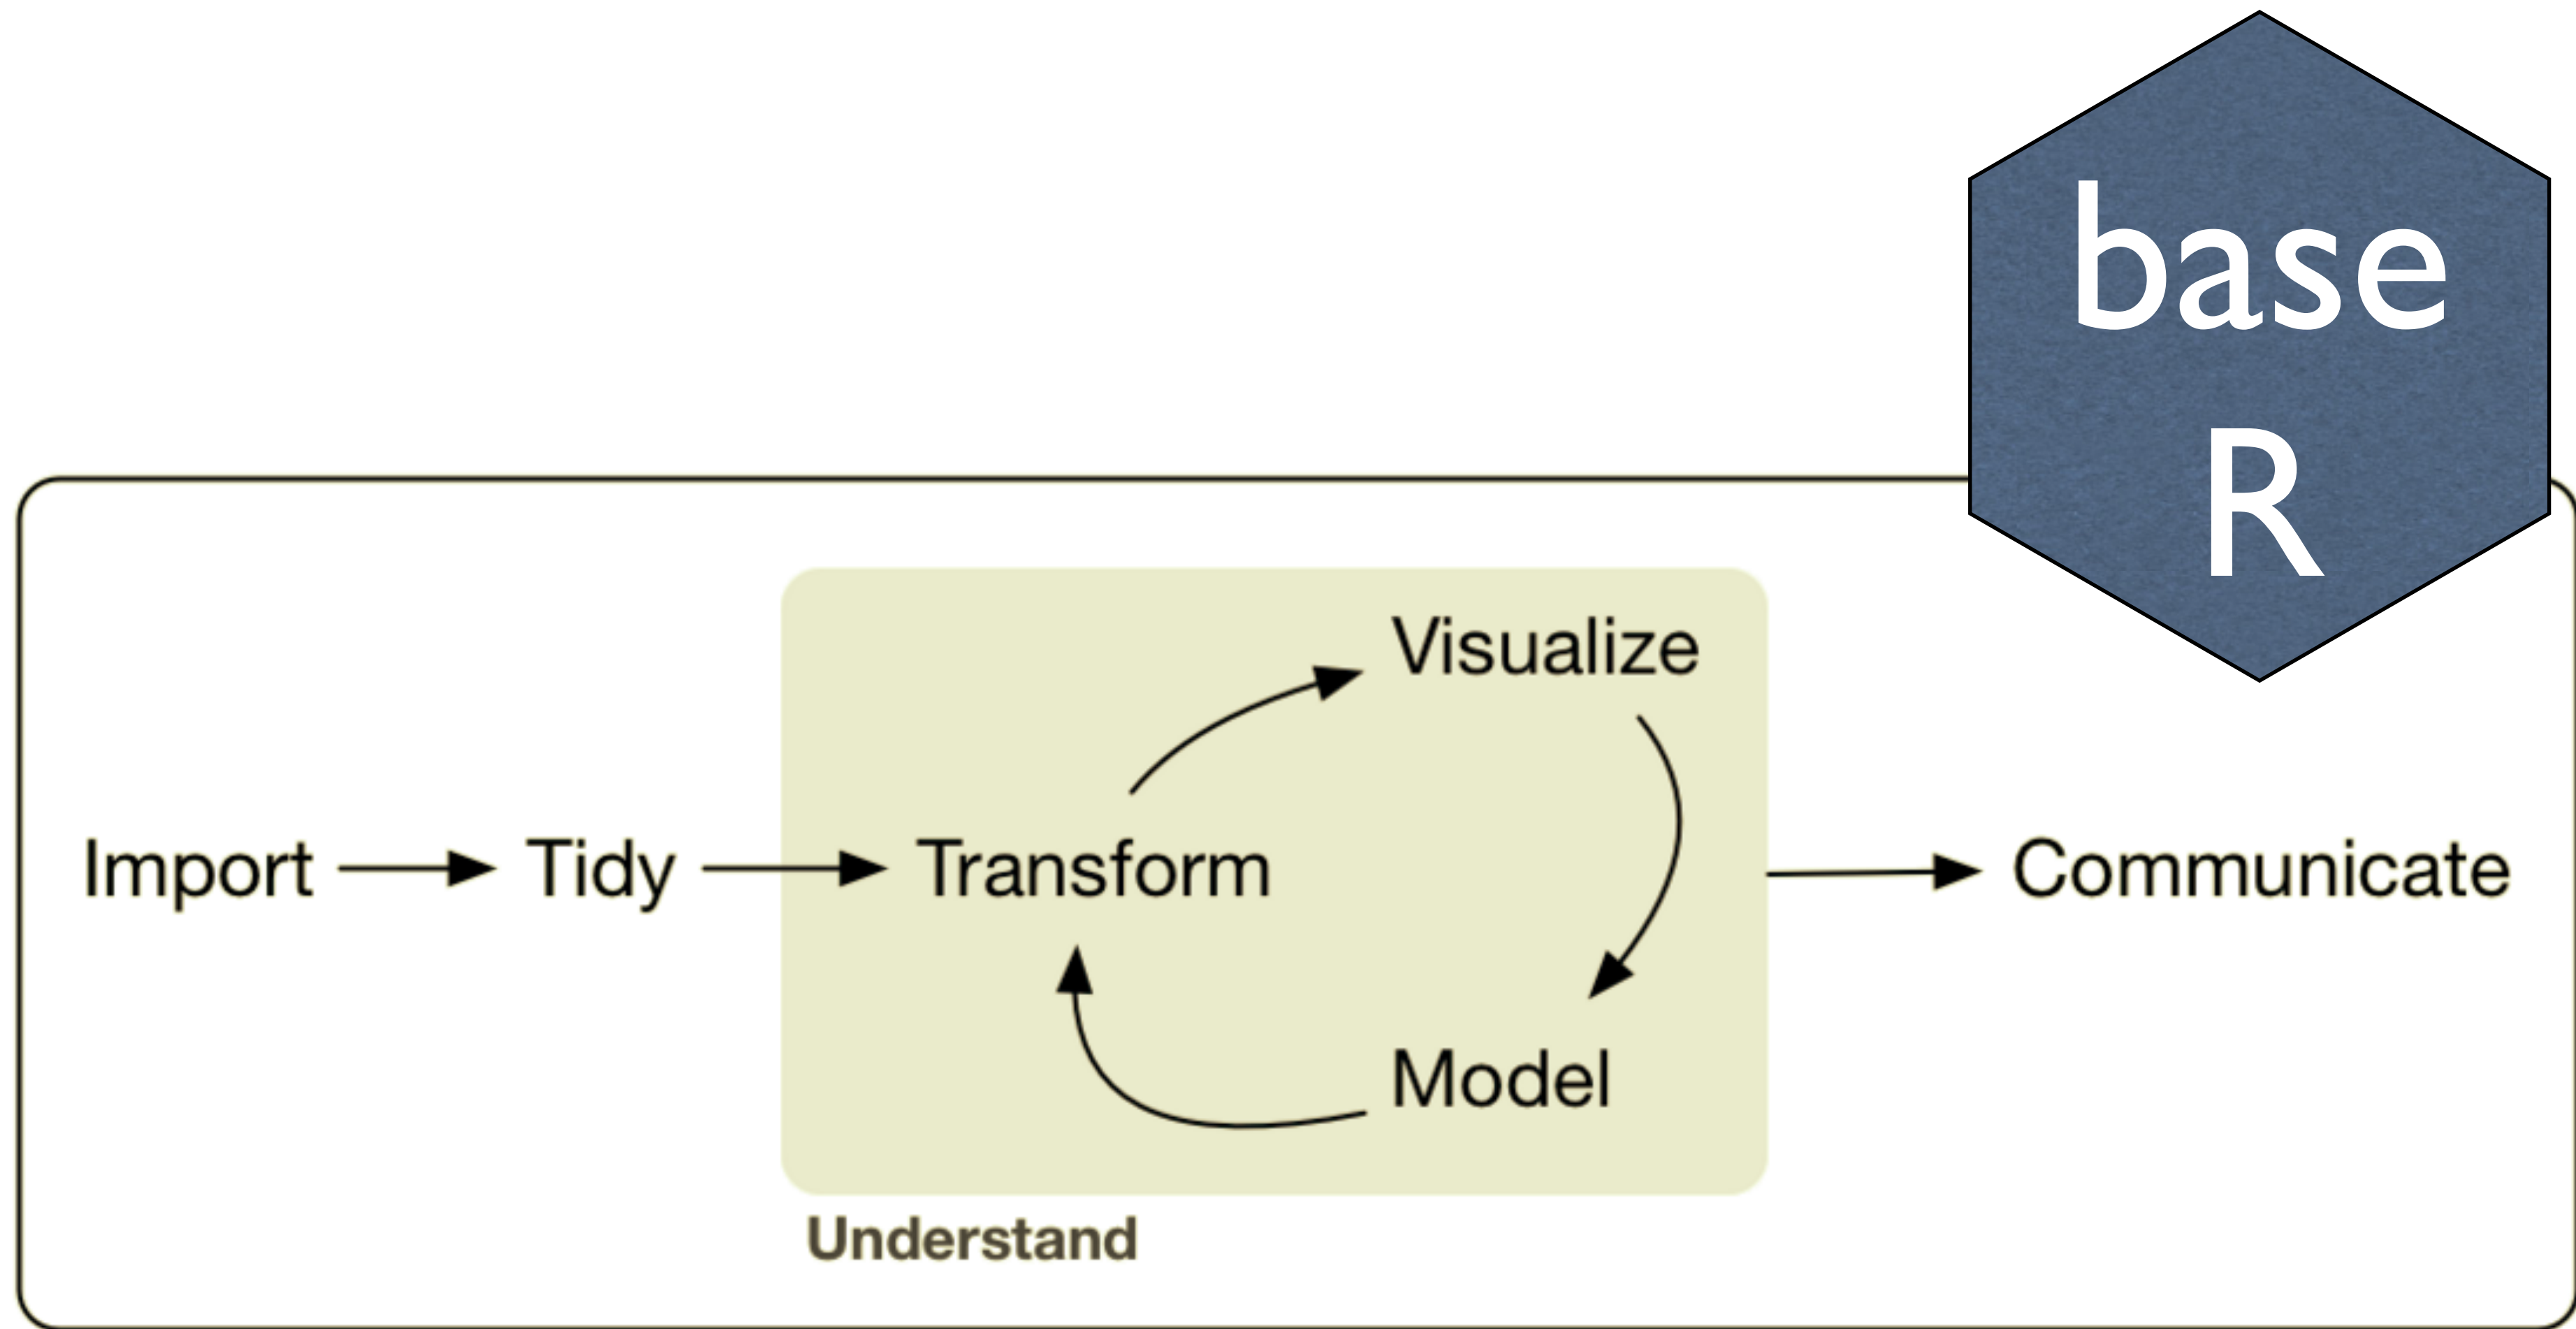 base
R
Visualize
Import
Tidy
Transform
Communicate
Model
Understand